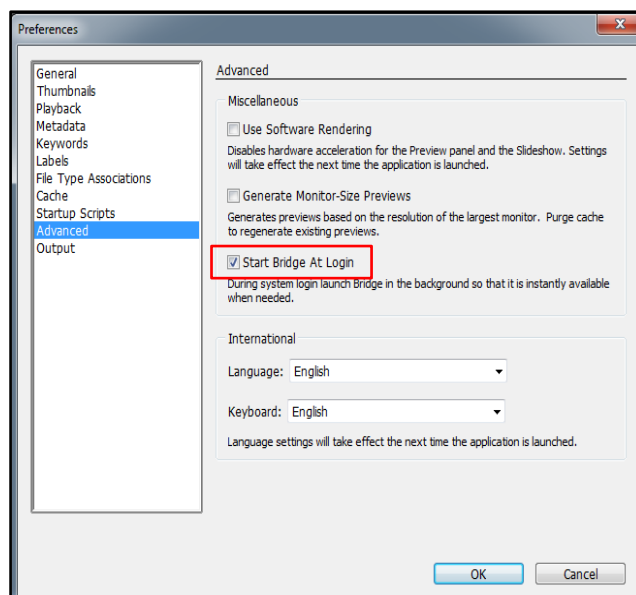 Preferences
General
Thumbnails
Playback
Metadata
Keywords
Labels
File Type Associations
Cache
Startup Scripts
Advanced
Output
Advanced
Miscellaneous
Use Software Rendering
Disables hardware acceleration for the Preview panel and the Slideshow. Settings
will take effect the next time the application is launched.
Generate Monitor-Size Previews
Generates previews based on the resolution of the largest monitor. Purge cache
to regenerate existing previews.
Start Bridge At Login
During system login launch Bridge in the background so that it is instantly available
when needed.
International
Language: English
Keyboard: English
Language settings will take effect the next time the application is launched.
OK Cancel